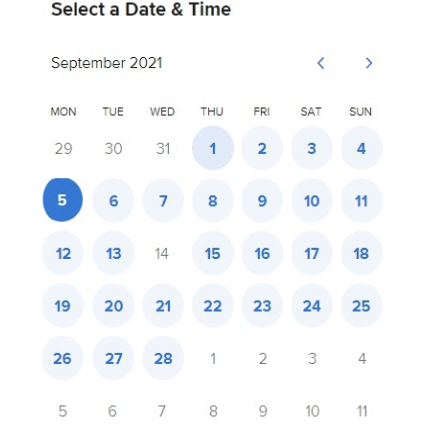 Select a Date & Time
September 2021
MON TUE WED THU FRI SAT SUN
29 30 31 1 2 3 4
5 6 7 8 9 10 11
12 13 14 15 16 17 18
19 20 21 22 23 24 25
26 27 28 1 2 3 4
5 6 7 8 9 10 11